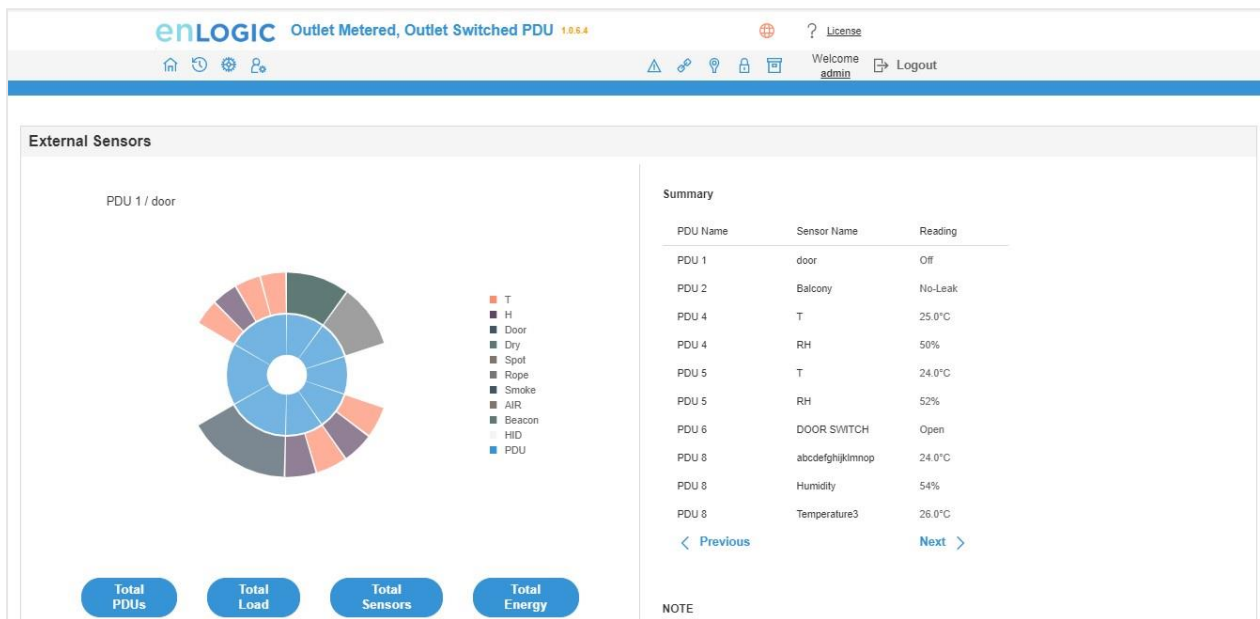 enLOGIC Outlet Metered, Outlet Switched PDU 1.0.6.4
? License
Welcome admin Logout
External Sensors
PDU 1 / door
T
H
Door
Dry
Spot
Rope
Smoke
AIR
Beacon
HID
PDU
Total PDUs
Total Load
Total Sensors
Total Energy
Summary
PDU Name Sensor Name Reading
PDU 1 door Off
PDU 2 Balcony No-Leak
PDU 4 T 25.0°C
PDU 4 RH 50%
PDU 5 T 24.0°C
PDU 5 RH 52%
PDU 6 DOOR SWITCH Open
PDU 8 abcdefghijklmnop 24.0°C
PDU 8 Humidity 54%
PDU 8 Temperature3 26.0°C
Previous Next
NOTE